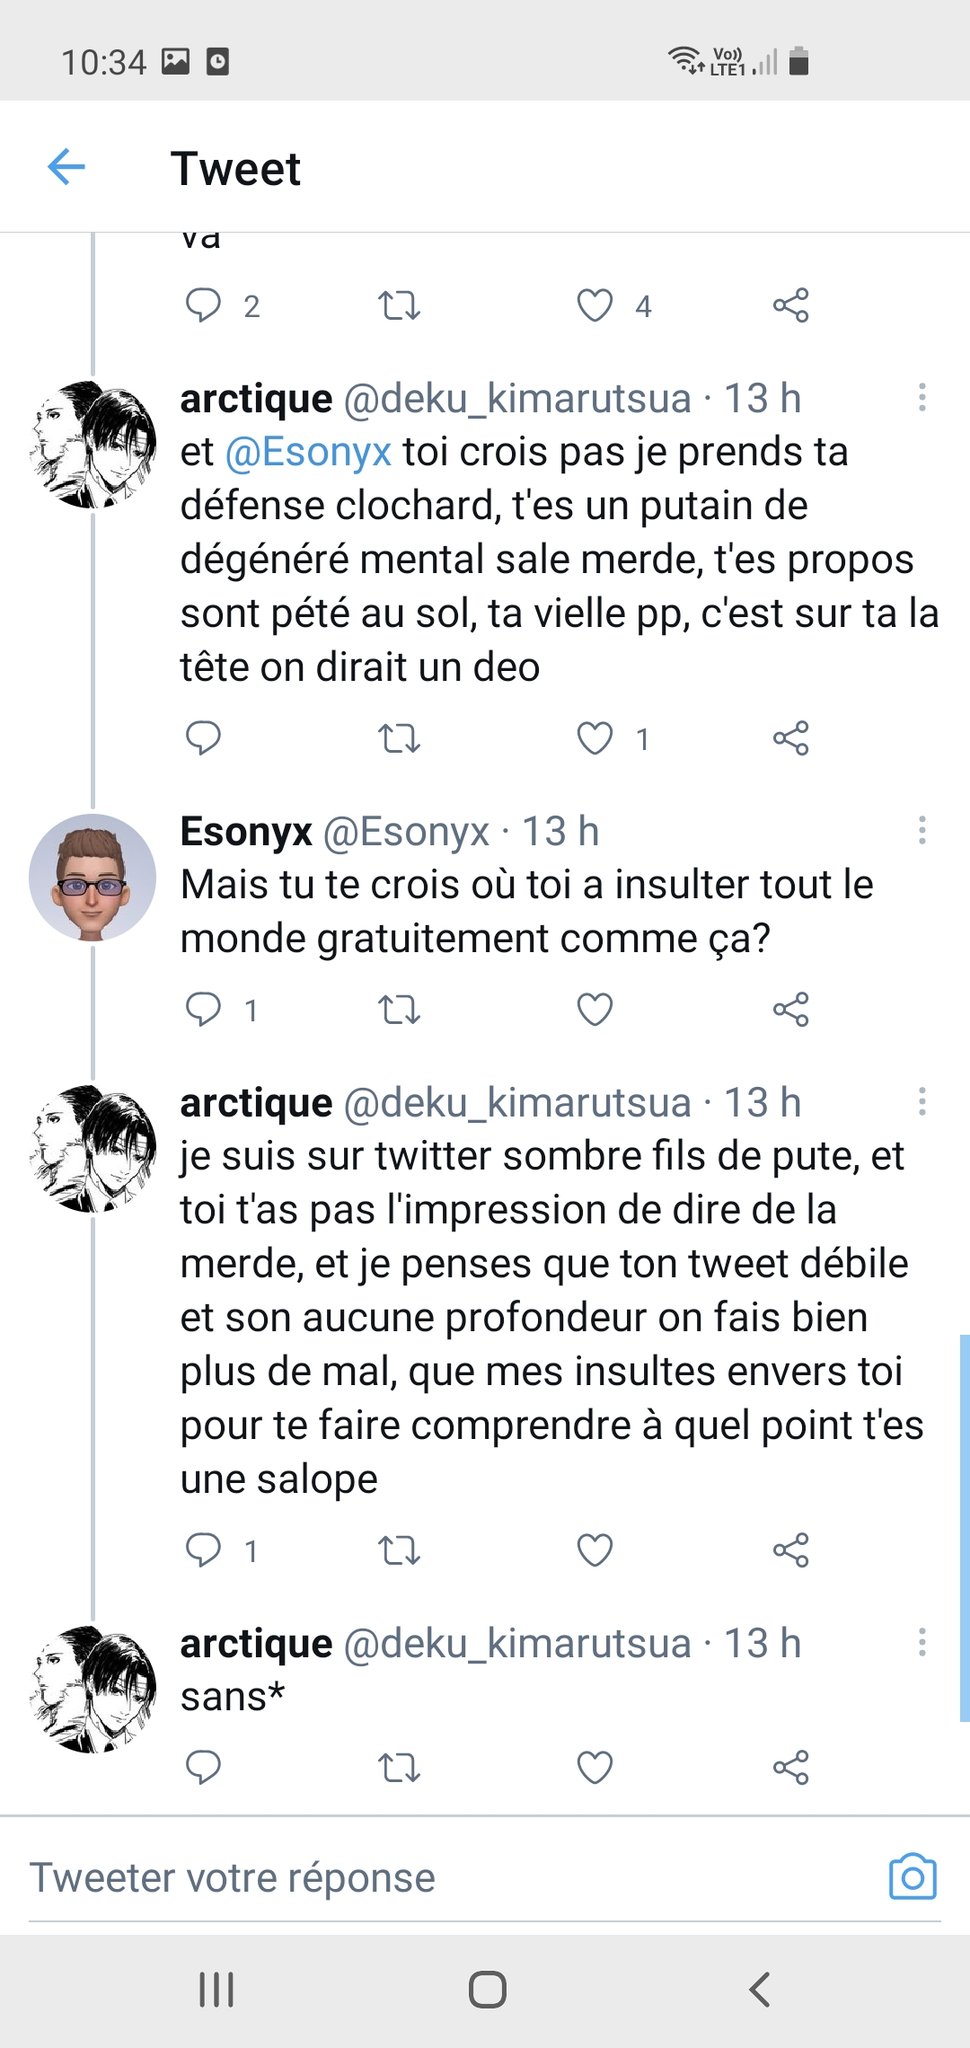 10:34 Vo)) LTE1
Tweet
va
2 4
arctique @deku_kimarutsua · 13 h
et @Esonyx toi crois pas je prends ta
défense clochard, t'es un putain de
dégénéré mental sale merde, t'es propos
sont pété au sol, ta vielle pp, c'est sur ta la
tête on dirait un deo
1
Esonyx @Esonyx · 13 h
Mais tu te crois où toi a insulter tout le
monde gratuitement comme ça?
1
arctique @deku_kimarutsua · 13 h
je suis sur twitter sombre fils de pute, et
toi t'as pas l'impression de dire de la
merde, et je penses que ton tweet débile
et son aucune profondeur on fais bien
plus de mal, que mes insultes envers toi
pour te faire comprendre à quel point t'es
une salope
1
arctique @deku_kimarutsua · 13 h
sans*
Tweeter votre réponse